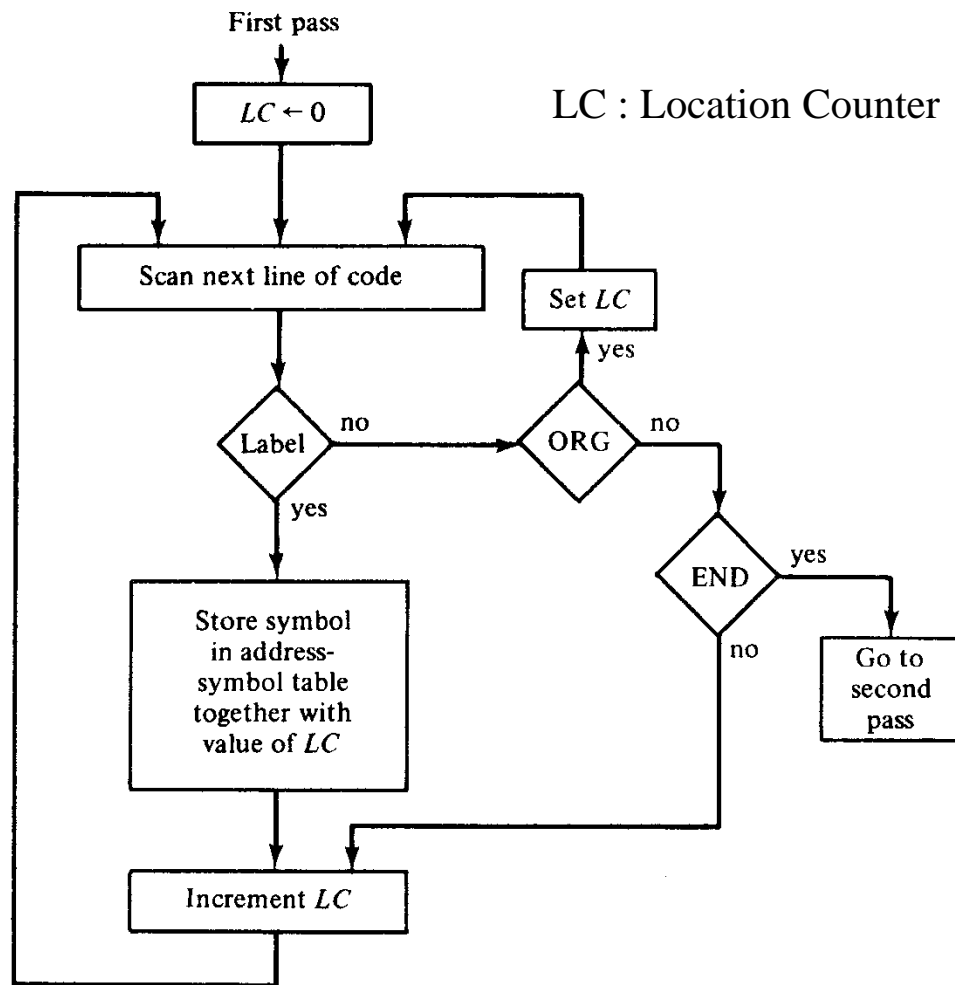 First pass
LC ← 0
LC : Location Counter
Scan next line of code
Set LC
yes
Label
no
ORG
no
yes
END
yes
no
Store symbol
in address-
symbol table
together with
value of LC
Go to
second
pass
Increment LC